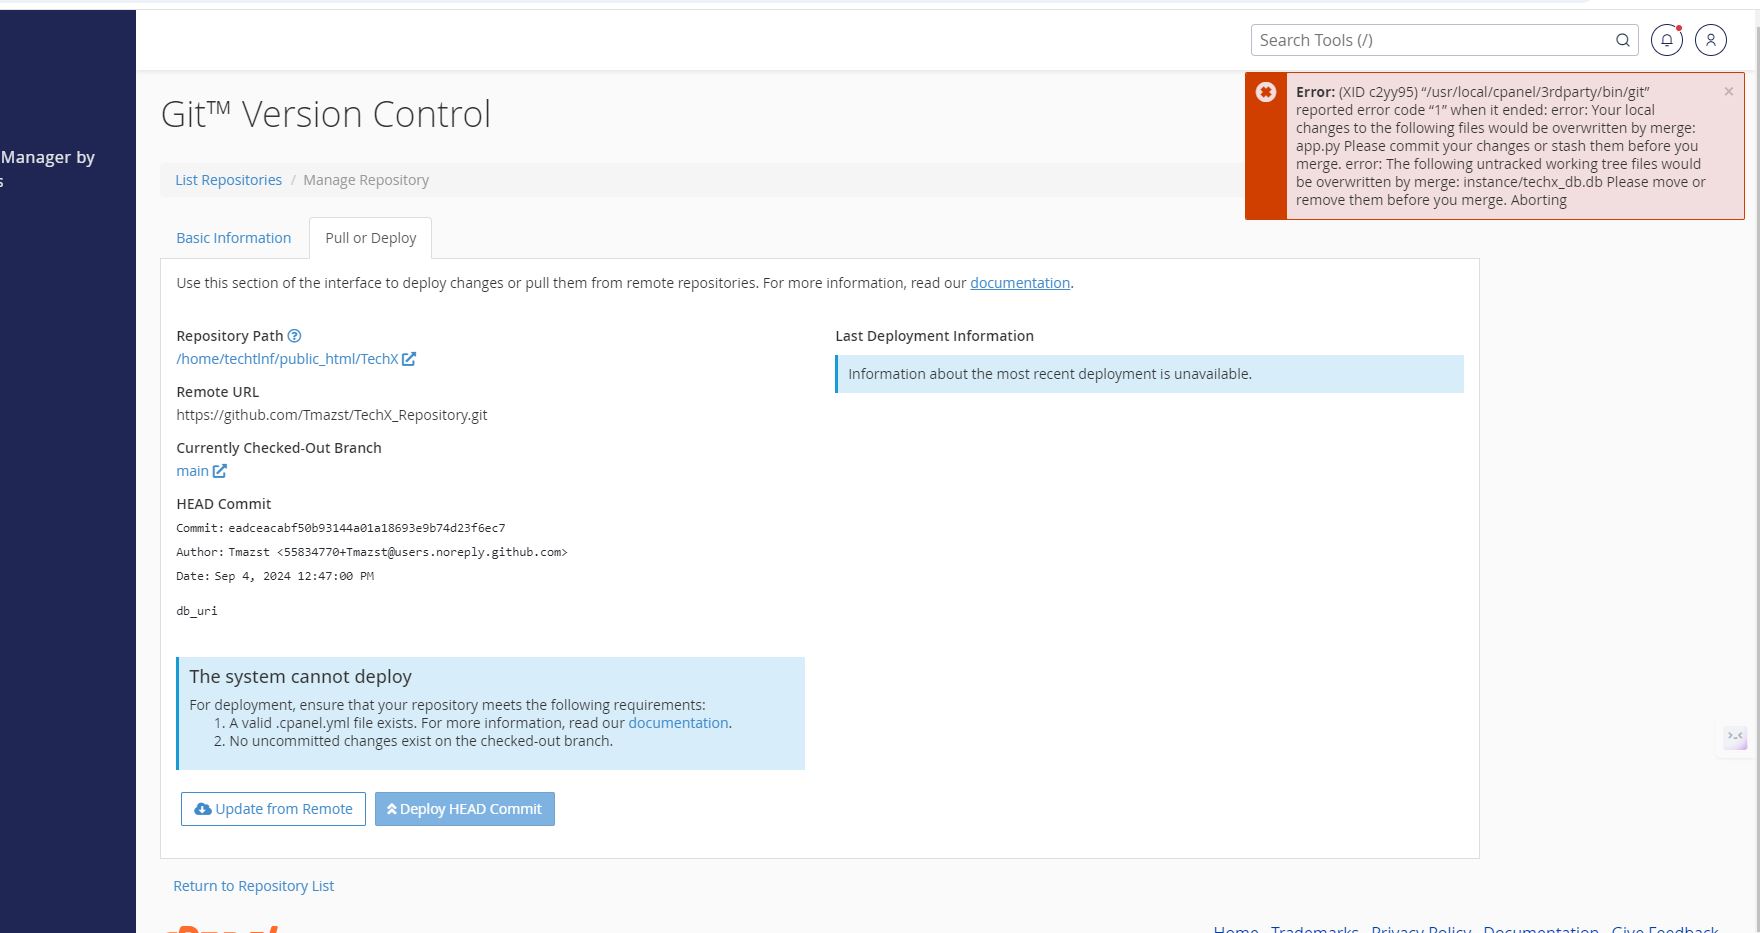 Search Tools (/)
Manager by
s
Git™ Version Control
Error: (XID c2yy95) “/usr/local/cpanel/3rdparty/bin/git”
reported error code “1” when it ended: error: Your local
changes to the following files would be overwritten by merge:
app.py Please commit your changes or stash them before you
merge. error: The following untracked working tree files would
be overwritten by merge: instance/techx_db.db Please move or
remove them before you merge. Aborting
×
List Repositories / Manage Repository
Basic Information
Pull or Deploy
Use this section of the interface to deploy changes or pull them from remote repositories. For more information, read our documentation.
Repository Path
/home/techtlnf/public_html/TechX
Remote URL
https://github.com/Tmazst/TechX_Repository.git
Currently Checked-Out Branch
main
HEAD Commit
Commit: eadceacabf50b93144a01a18693e9b74d23f6ec7
Author: Tmazst <55834770+Tmazst@users.noreply.github.com>
Date: Sep 4, 2024 12:47:00 PM
db_uri
Last Deployment Information
Information about the most recent deployment is unavailable.
The system cannot deploy
For deployment, ensure that your repository meets the following requirements:
1. A valid .cpanel.yml file exists. For more information, read our documentation.
2. No uncommitted changes exist on the checked-out branch.
Update from Remote
Deploy HEAD Commit
Return to Repository List
Home Trademarks Privacy Policy Documentation Give Feedback